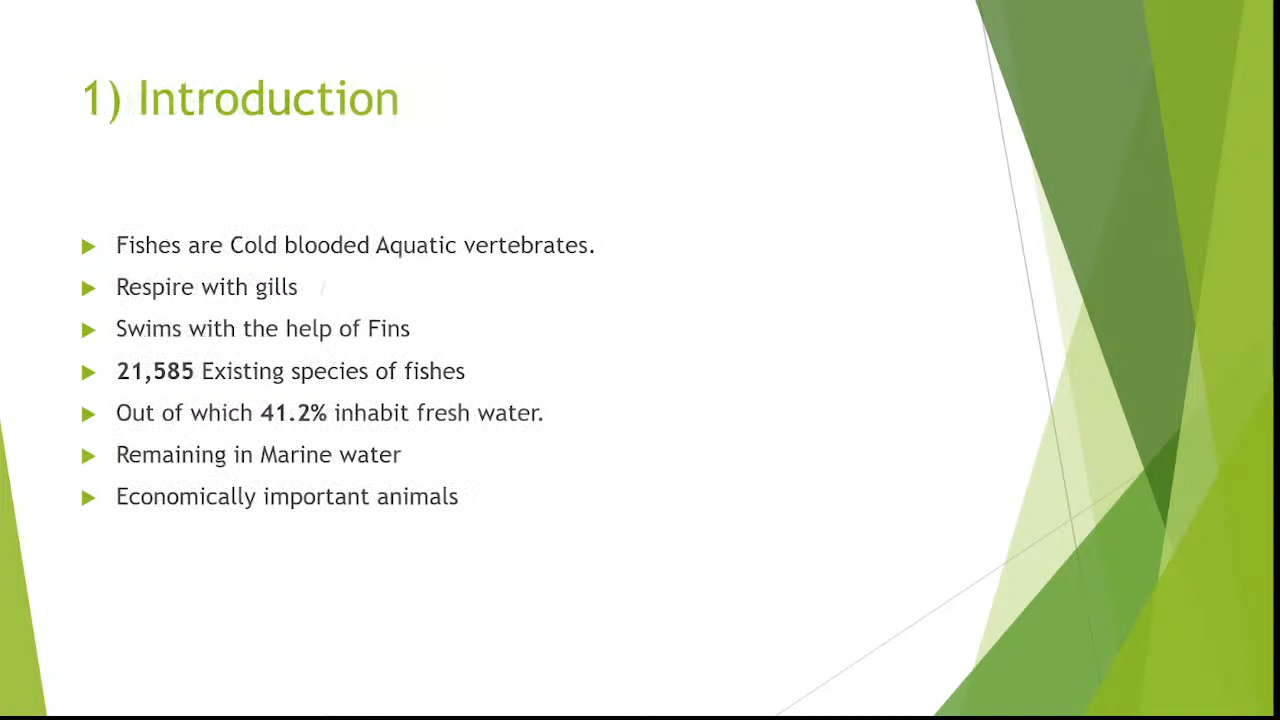 1) Introduction
Fishes are Cold blooded Aquatic vertebrates.
Respire with gills
Swims with the help of Fins
21,585 Existing species of fishes
Out of which 41.2% inhabit fresh water.
Remaining in Marine water
Economically important animals